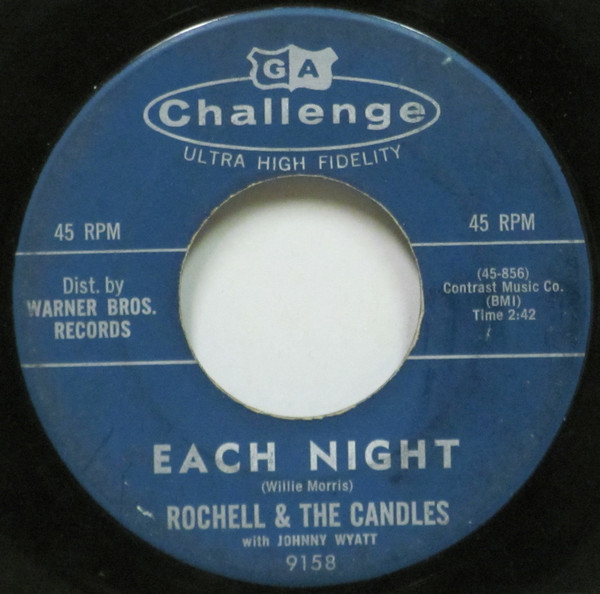 GA
Challenge
ULTRA HIGH FIDELITY
45 RPM
45 RPM
Dist. by
WARNER BROS.
RECORDS
(45-856)
Contrast Music Co.
(BMI)
Time 2:42
EACH NIGHT
(Willie Morris)
ROCHELL & THE CANDLES
with JOHNNY WYATT
9158